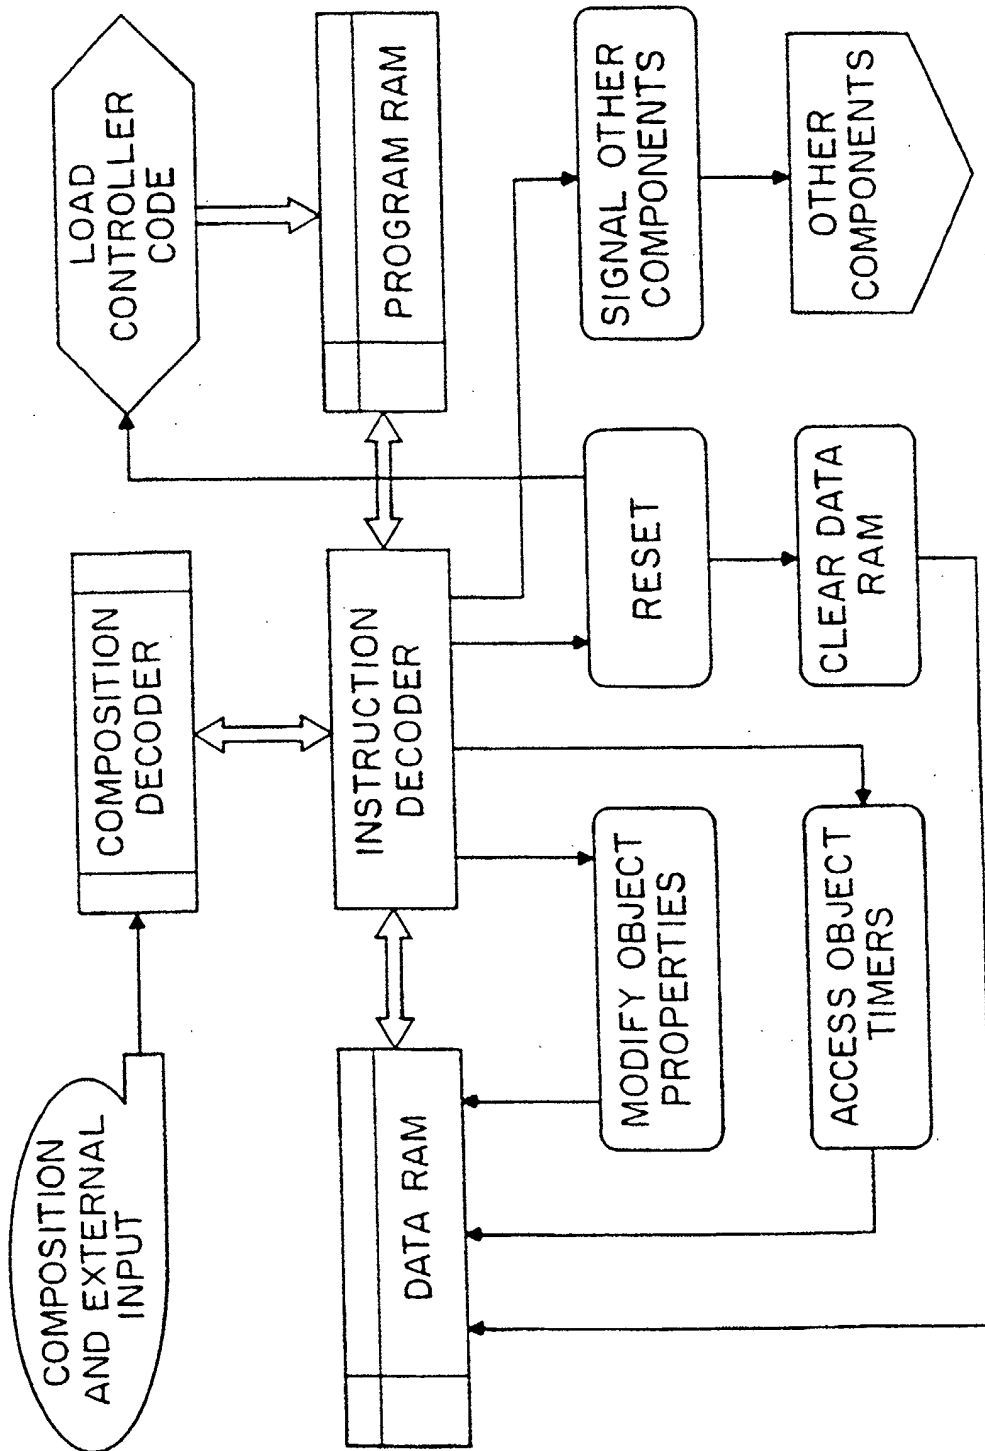 COMPOSITION
AND EXTERNAL
INPUT
COMPOSITION
DECODER
LOAD
CONTROLLER
CODE
DATA RAM
INSTRUCTION
DECODER
PROGRAM RAM
MODIFY OBJECT
PROPERTIES
RESET
SIGNAL OTHER
COMPONENTS
ACCESS OBJECT
TIMERS
CLEAR DATA
RAM
OTHER
COMPONENTS